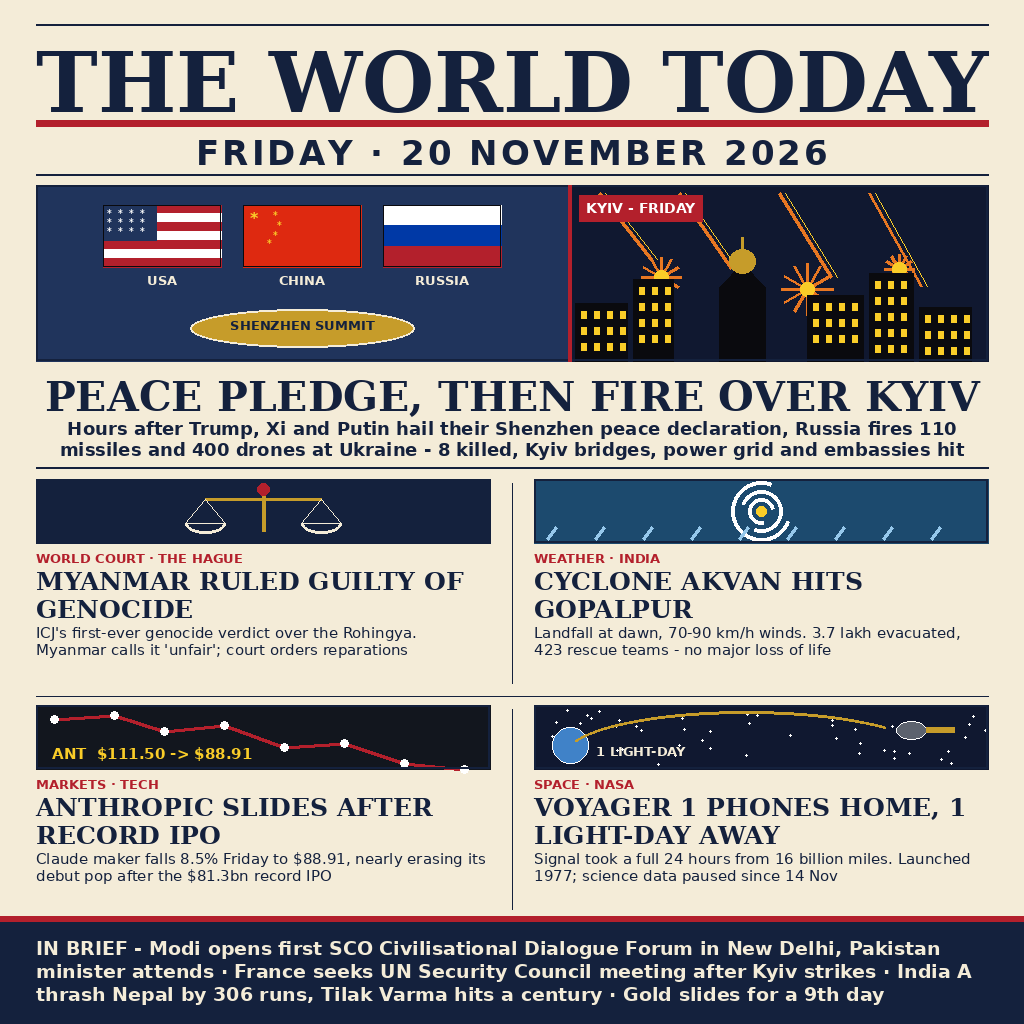 THE WORLD TODAY
FRIDAY · 20 NOVEMBER 2026
USA
CHINA
RUSSIA
SHENZHEN SUMMIT
KYIV - FRIDAY
PEACE PLEDGE, THEN FIRE OVER KYIV
Hours after Trump, Xi and Putin hail their Shenzhen peace declaration, Russia fires 110
missiles and 400 drones at Ukraine - 8 killed, Kyiv bridges, power grid and embassies hit
WORLD COURT · THE HAGUE
MYANMAR RULED GUILTY OF
GENOCIDE
ICJ's first-ever genocide verdict over the Rohingya.
Myanmar calls it 'unfair'; court orders reparations
WEATHER · INDIA
CYCLONE AKVAN HITS
GOPALPUR
Landfall at dawn, 70-90 km/h winds. 3.7 lakh evacuated,
423 rescue teams - no major loss of life
ANT $111.50 -> $88.91
MARKETS · TECH
ANTHROPIC SLIDES AFTER
RECORD IPO
Claude maker falls 8.5% Friday to $88.91, nearly erasing its
debut pop after the $81.3bn record IPO
1 LIGHT-DAY
SPACE · NASA
VOYAGER 1 PHONES HOME, 1
LIGHT-DAY AWAY
Signal took a full 24 hours from 16 billion miles. Launched
1977; science data paused since 14 Nov
IN BRIEF - Modi opens first SCO Civilisational Dialogue Forum in New Delhi, Pakistan
minister attends · France seeks UN Security Council meeting after Kyiv strikes · India A
thrash Nepal by 306 runs, Tilak Varma hits a century · Gold slides for a 9th day